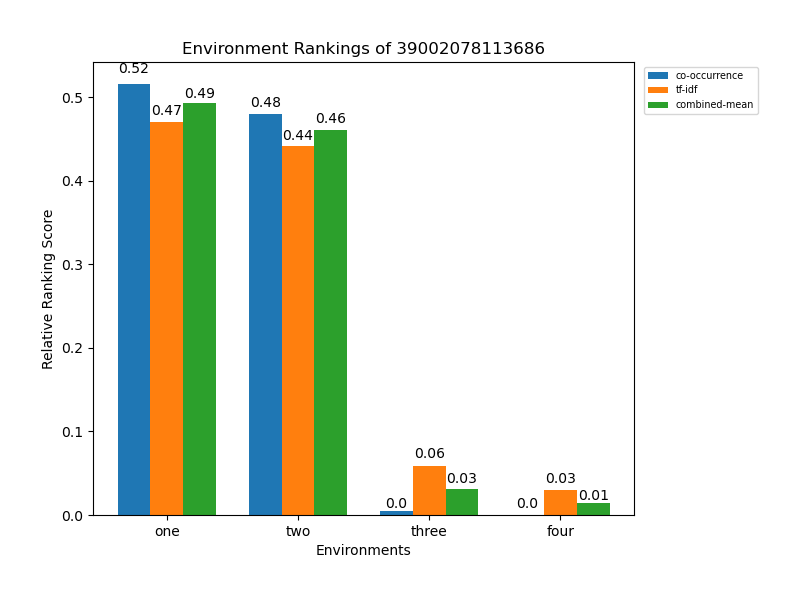 Environment Rankings of 39002078113686
co-occurrence
tf-idf
combined-mean
Relative Ranking Score
0.5
0.4
0.3
0.2
0.1
0.0
0.52
0.47
0.49
0.48
0.44
0.46
0.0
0.06
0.03
0.0
0.03
0.01
one
two
three
four
Environments